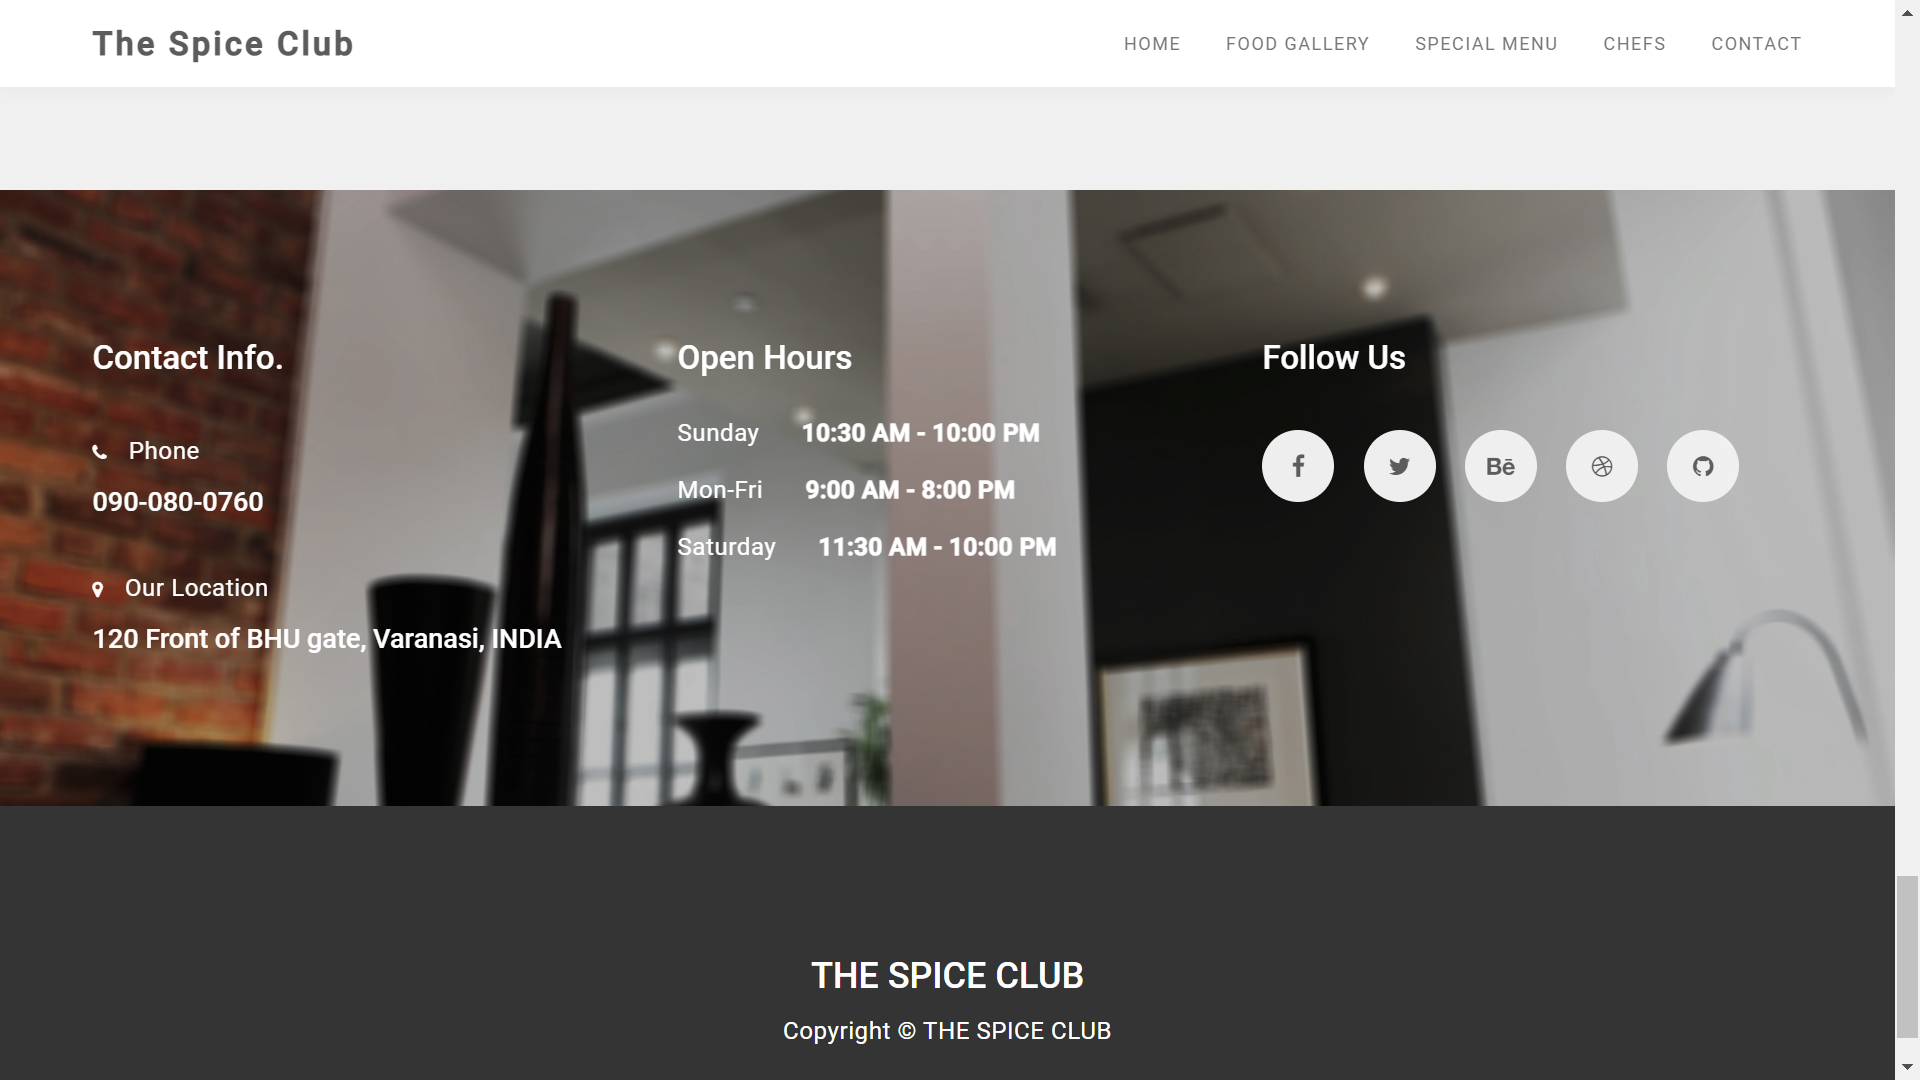 The Spice Club
HOME
FOOD GALLERY
SPECIAL MENU
CHEFS
CONTACT
Contact Info.
Phone
090-080-0760
Our Location
120 Front of BHU gate, Varanasi, INDIA
Open Hours
Sunday 10:30 AM - 10:00 PM
Mon-Fri 9:00 AM - 8:00 PM
Saturday 11:30 AM - 10:00 PM
Follow Us
Bē
THE SPICE CLUB
Copyright © THE SPICE CLUB